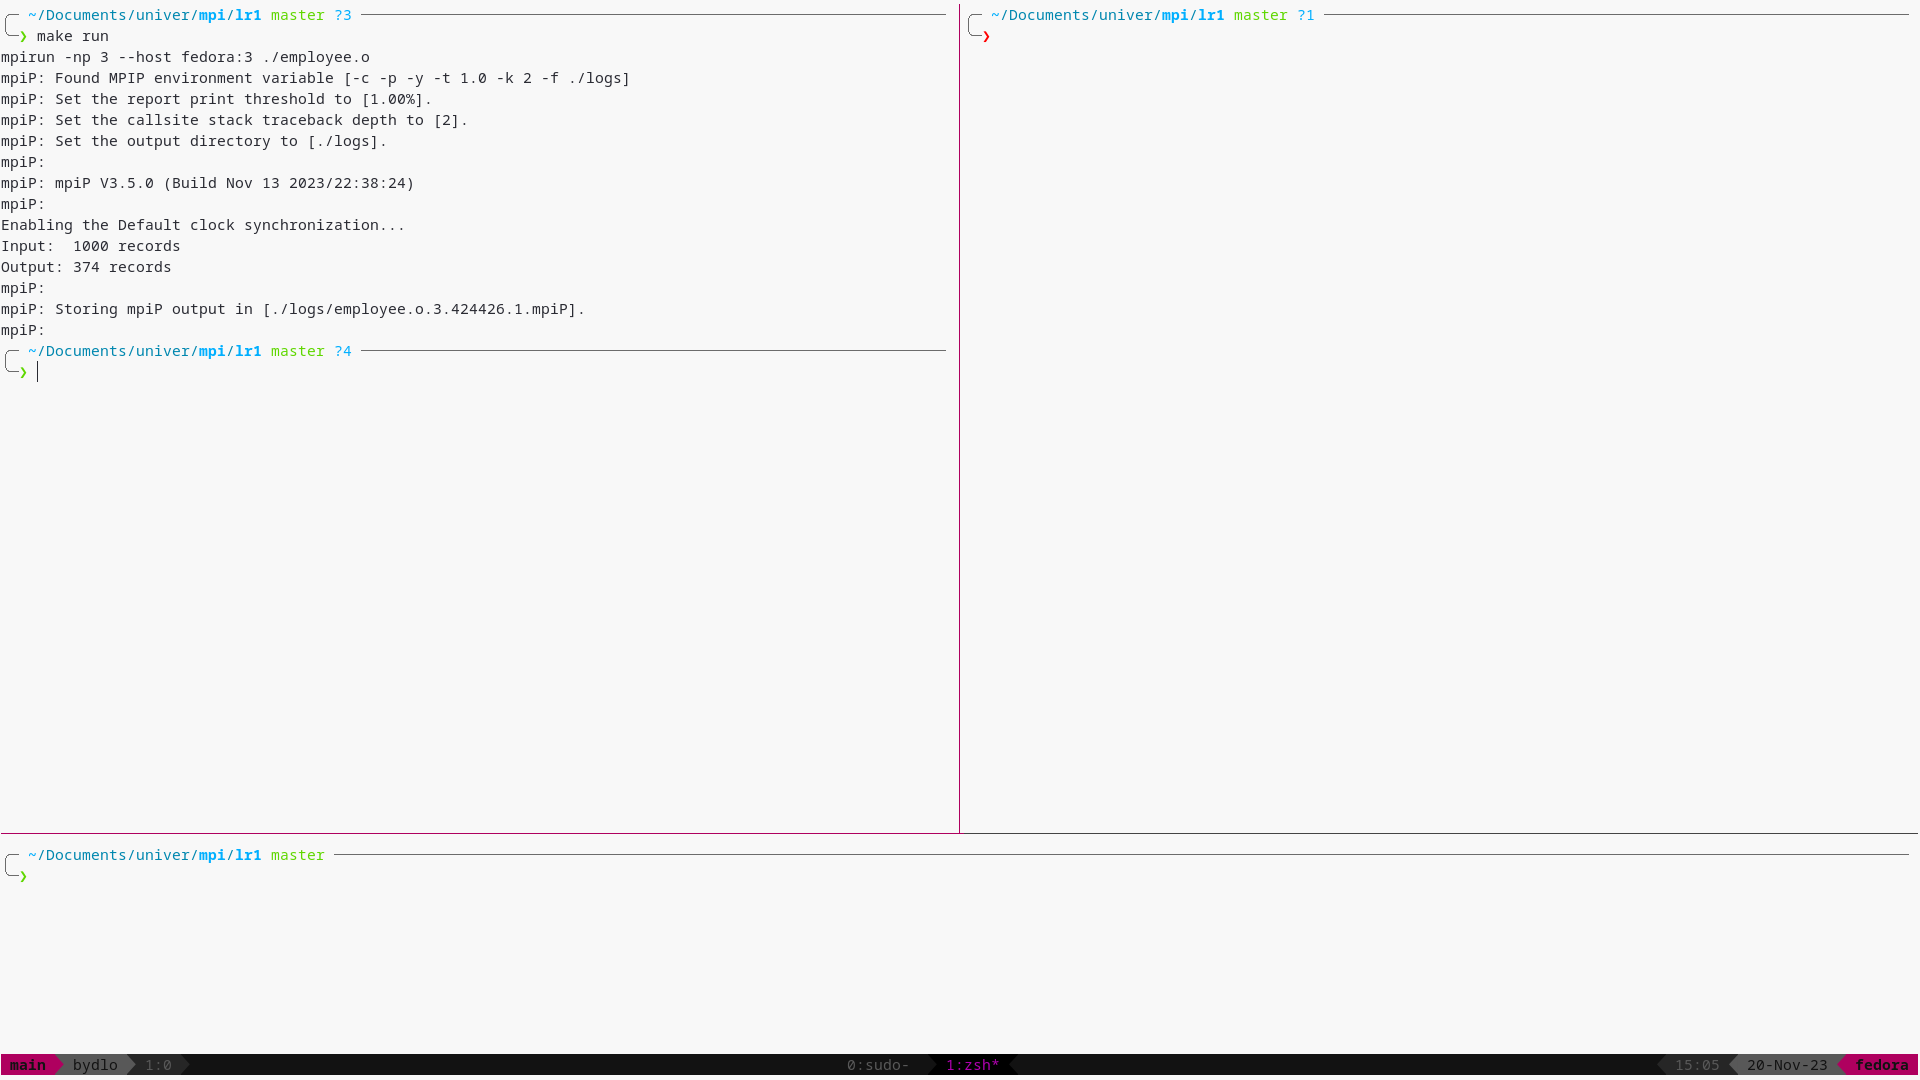 ~/Documents/univer/mpi/lr1 master ?3
❯ make run
mpirun -np 3 --host fedora:3 ./employee.o
mpiP: Found MPIP environment variable [-c -p -y -t 1.0 -k 2 -f ./logs]
mpiP: Set the report print threshold to [1.00%].
mpiP: Set the callsite stack traceback depth to [2].
mpiP: Set the output directory to [./logs].
mpiP:
mpiP: mpiP V3.5.0 (Build Nov 13 2023/22:38:24)
mpiP:
Enabling the Default clock synchronization...
Input:  1000 records
Output: 374 records
mpiP:
mpiP: Storing mpiP output in [./logs/employee.o.3.424426.1.mpiP].
mpiP:
~/Documents/univer/mpi/lr1 master ?4
❯
~/Documents/univer/mpi/lr1 master ?1
❯
~/Documents/univer/mpi/lr1 master
❯
main bydlo 1:0 0:sudo- 1:zsh* 15:05 20-Nov-23 fedora